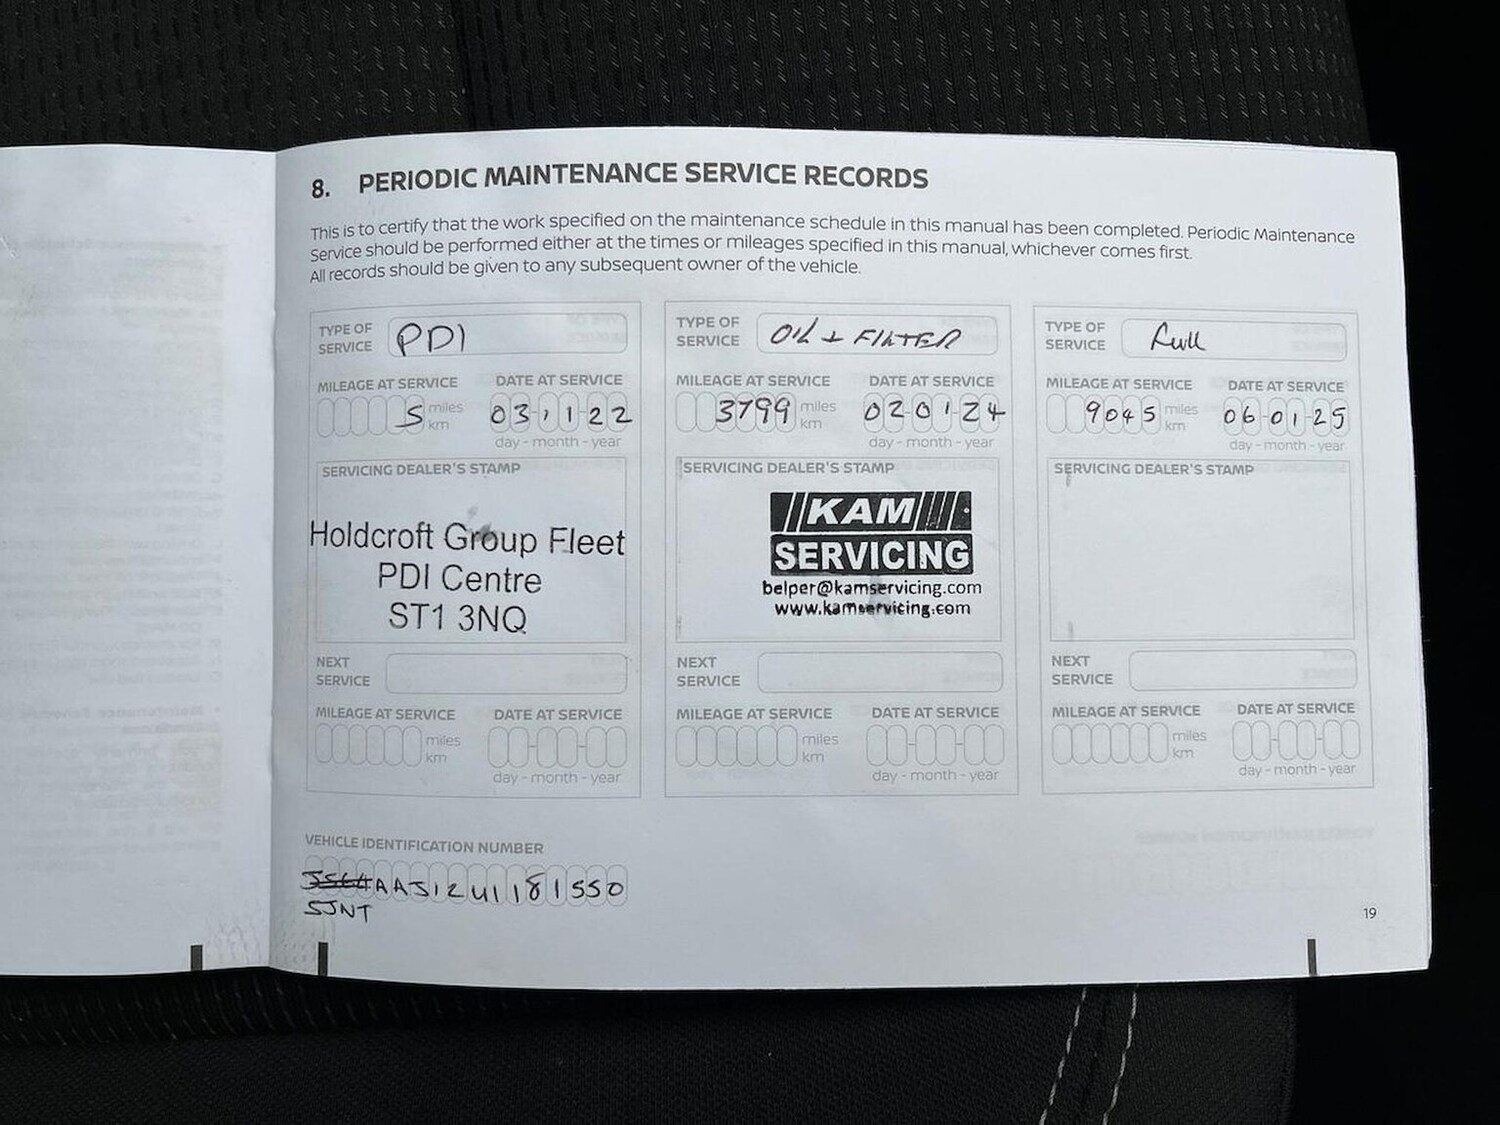 8. PERIODIC MAINTENANCE SERVICE RECORDS
This is to certify that the work specified on the maintenance schedule in this manual has been completed. Periodic Maintenance
Service should be performed either at the times or mileages specified in this manual, whichever comes first.
All records should be given to any subsequent owner of the vehicle.
TYPE OF SERVICE PDI
MILEAGE AT SERVICE DATE AT SERVICE
5 miles km 03 11 22
day - month - year
SERVICING DEALER'S STAMP
Holdcroft Group Fleet
PDI Centre
ST1 3NQ
NEXT SERVICE
MILEAGE AT SERVICE DATE AT SERVICE
miles km
day - month - year
TYPE OF SERVICE OIL + FILTER
MILEAGE AT SERVICE DATE AT SERVICE
3799 miles km 02 01 24
day - month - year
SERVICING DEALER'S STAMP
KAM
SERVICING
belper@kamservicing.com
www.kamservicing.com
NEXT SERVICE
MILEAGE AT SERVICE DATE AT SERVICE
miles km
day - month - year
TYPE OF SERVICE Full
MILEAGE AT SERVICE DATE AT SERVICE
9045 miles km 06-01-25
day - month - year
SERVICING DEALER'S STAMP
NEXT SERVICE
MILEAGE AT SERVICE DATE AT SERVICE
miles km
day - month - year
VEHICLE IDENTIFICATION NUMBER
AAJ12U1181550
SJNT
19